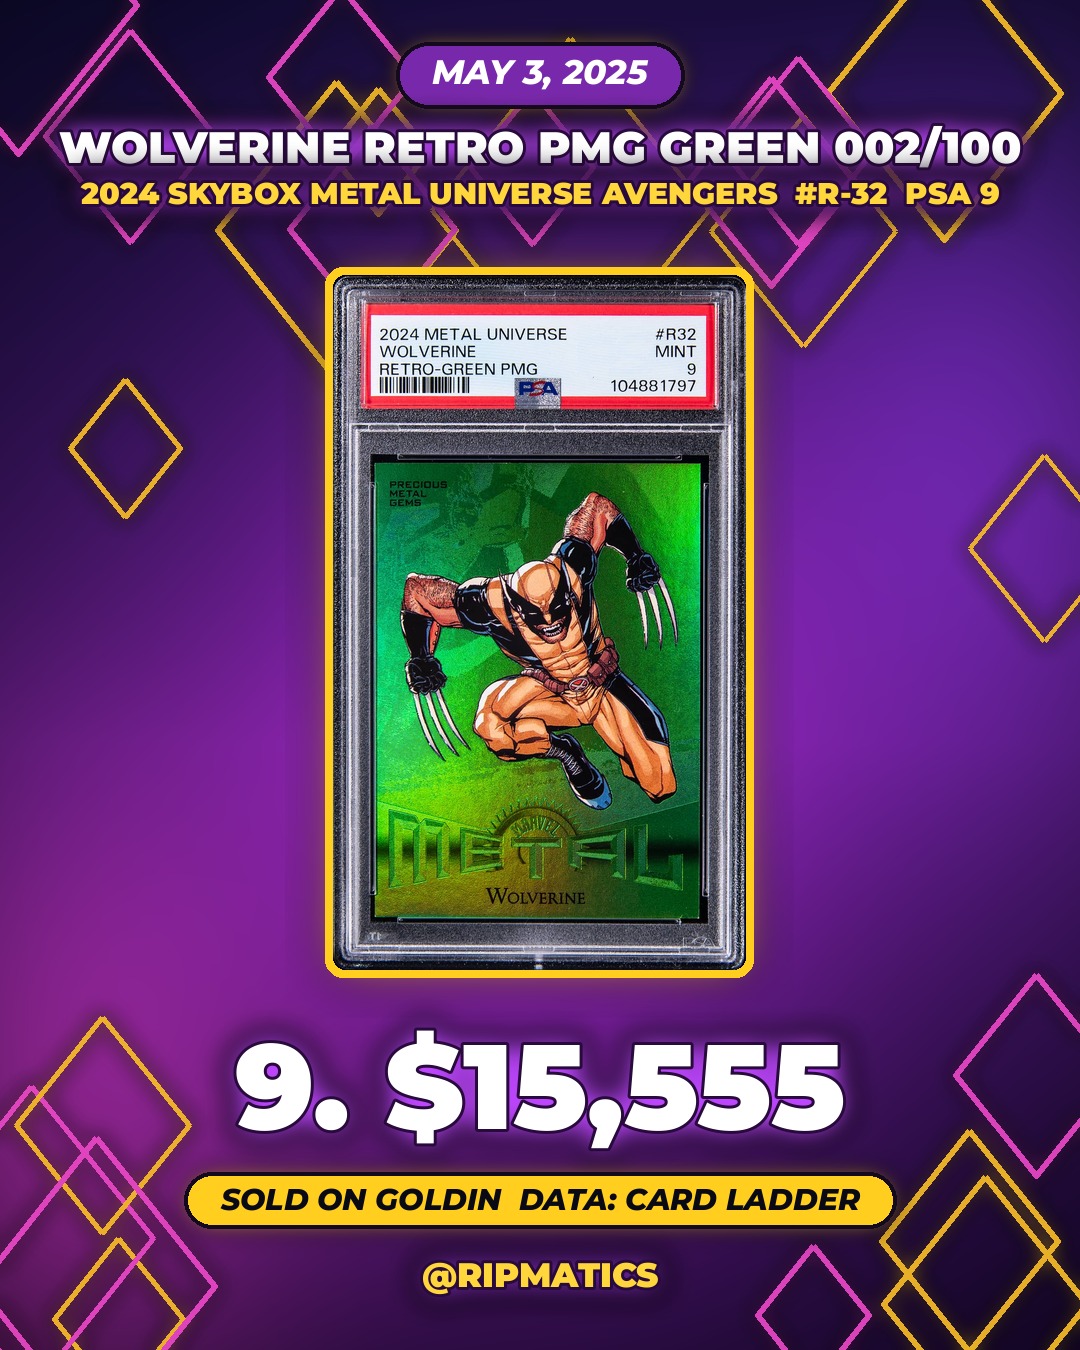 MAY 3, 2025
WOLVERINE RETRO PMG GREEN 002/100
2024 SKYBOX METAL UNIVERSE AVENGERS #R-32 PSA 9
2024 METAL UNIVERSE #R32
WOLVERINE MINT
RETRO-GREEN PMG 9
PSA 104881797
PRECIOUS
METAL
GEMS
MARVEL
METAL
WOLVERINE
9. $15,555
SOLD ON GOLDIN DATA: CARD LADDER
@RIPMATICS